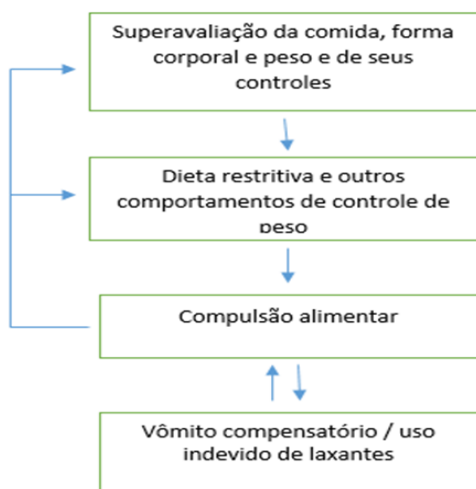 Superavaliação da comida, forma
corporal e peso e de seus
controles
Dieta restritiva e outros
comportamentos de controle de
peso
Compulsão alimentar
Vômito compensatório / uso
indevido de laxantes